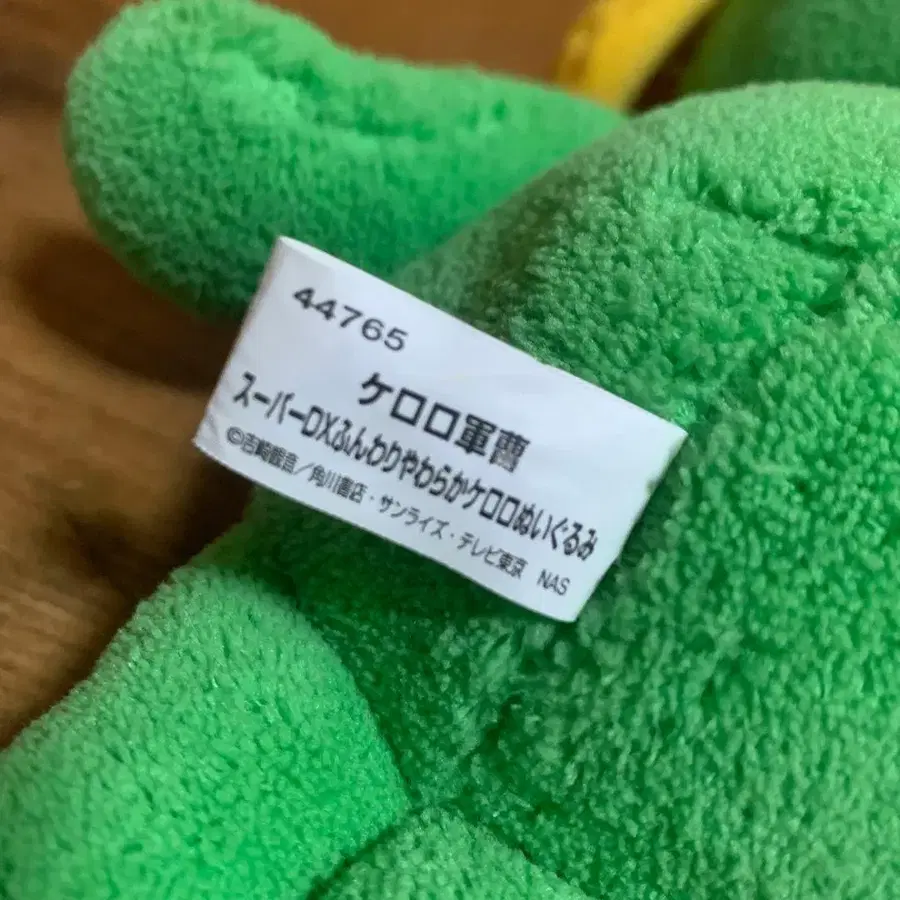 44765
ケロロ軍曹
スーパーDXふんわりやわらかケロロぬいぐるみ
©吉崎観音／角川書店・サンライズ・テレビ東京 NAS